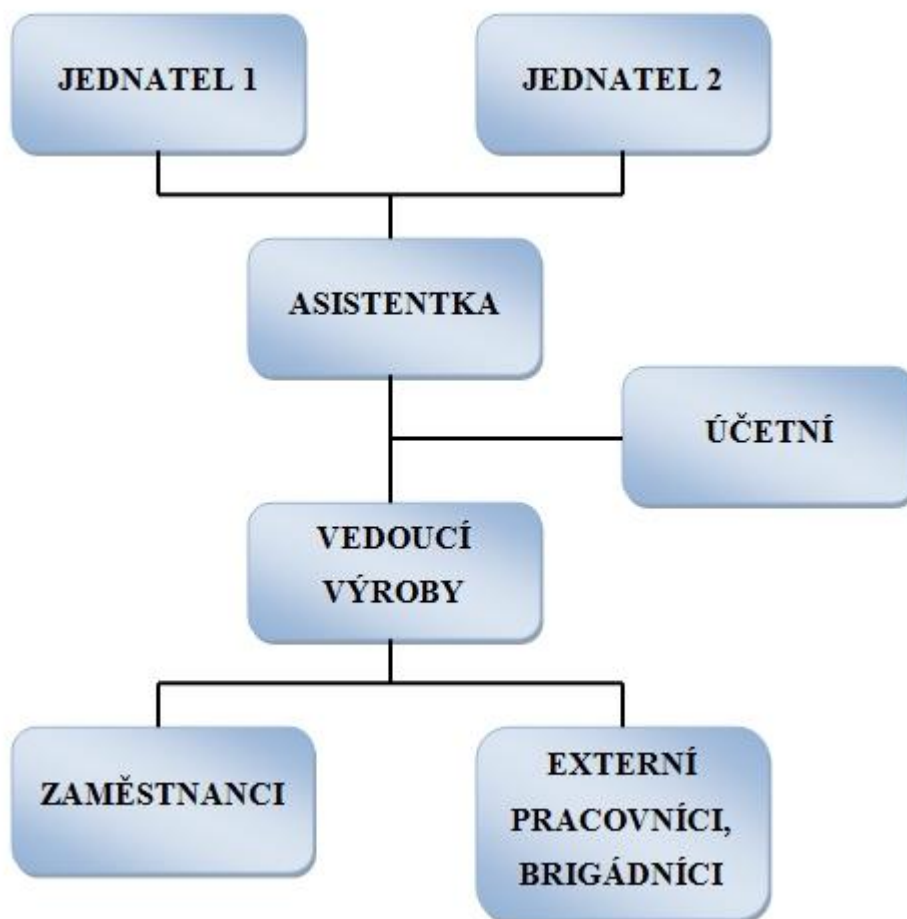 JEDNATEL 1
JEDNATEL 2
ASISTENTKA
ÚČETNÍ
VEDOUCÍ
VÝROBY
ZAMĚSTNANCI
EXTERNÍ
PRACOVNÍCI,
BRIGÁDNÍCI